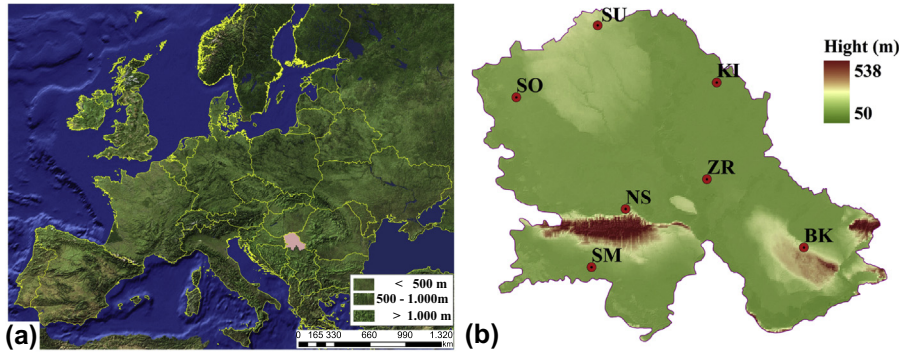 < 500 m
500 - 1.000m
> 1.000 m
0 165 330 660 990 1.320
km
(a)
SU
Hight (m)
538
50
KI
SO
ZR
NS
BK
SM
(b)